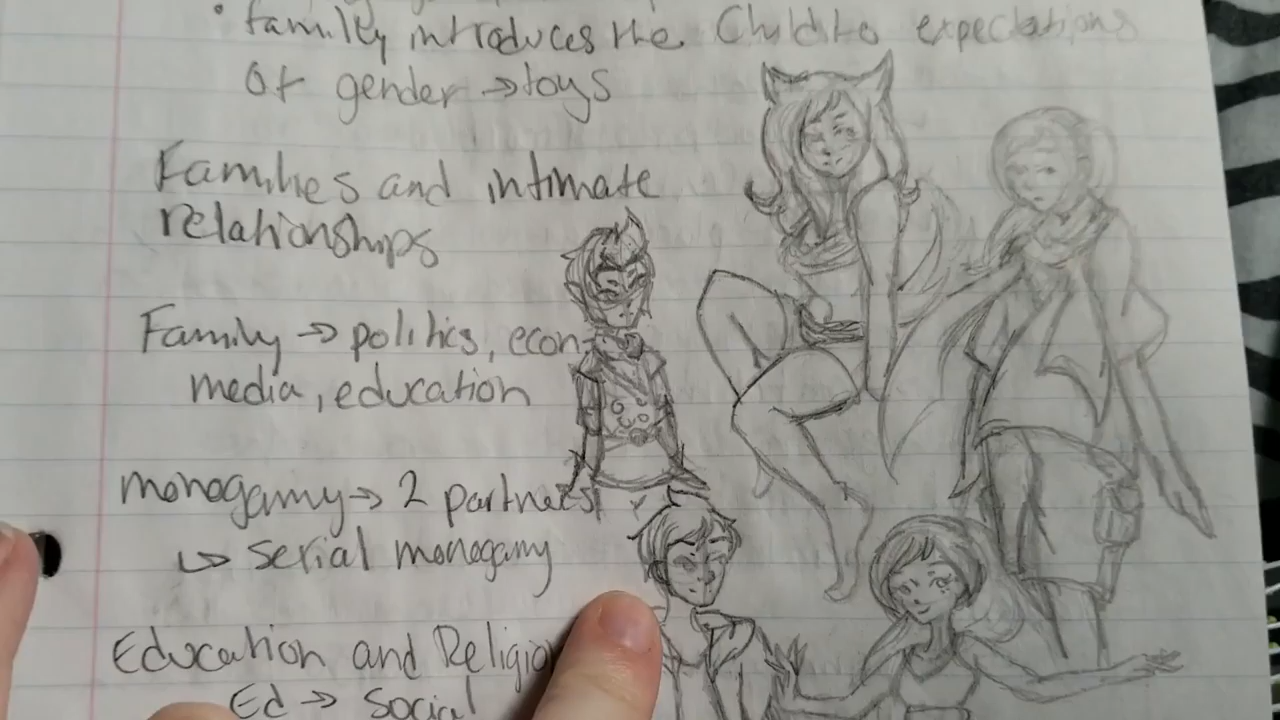 • family introduces the Child to expectations
of gender → toys
Families and intimate
relationships
Family → politics, econ
media, education
monogamy → 2 partners
↳ serial monogamy
Education and Religio
Ed → social